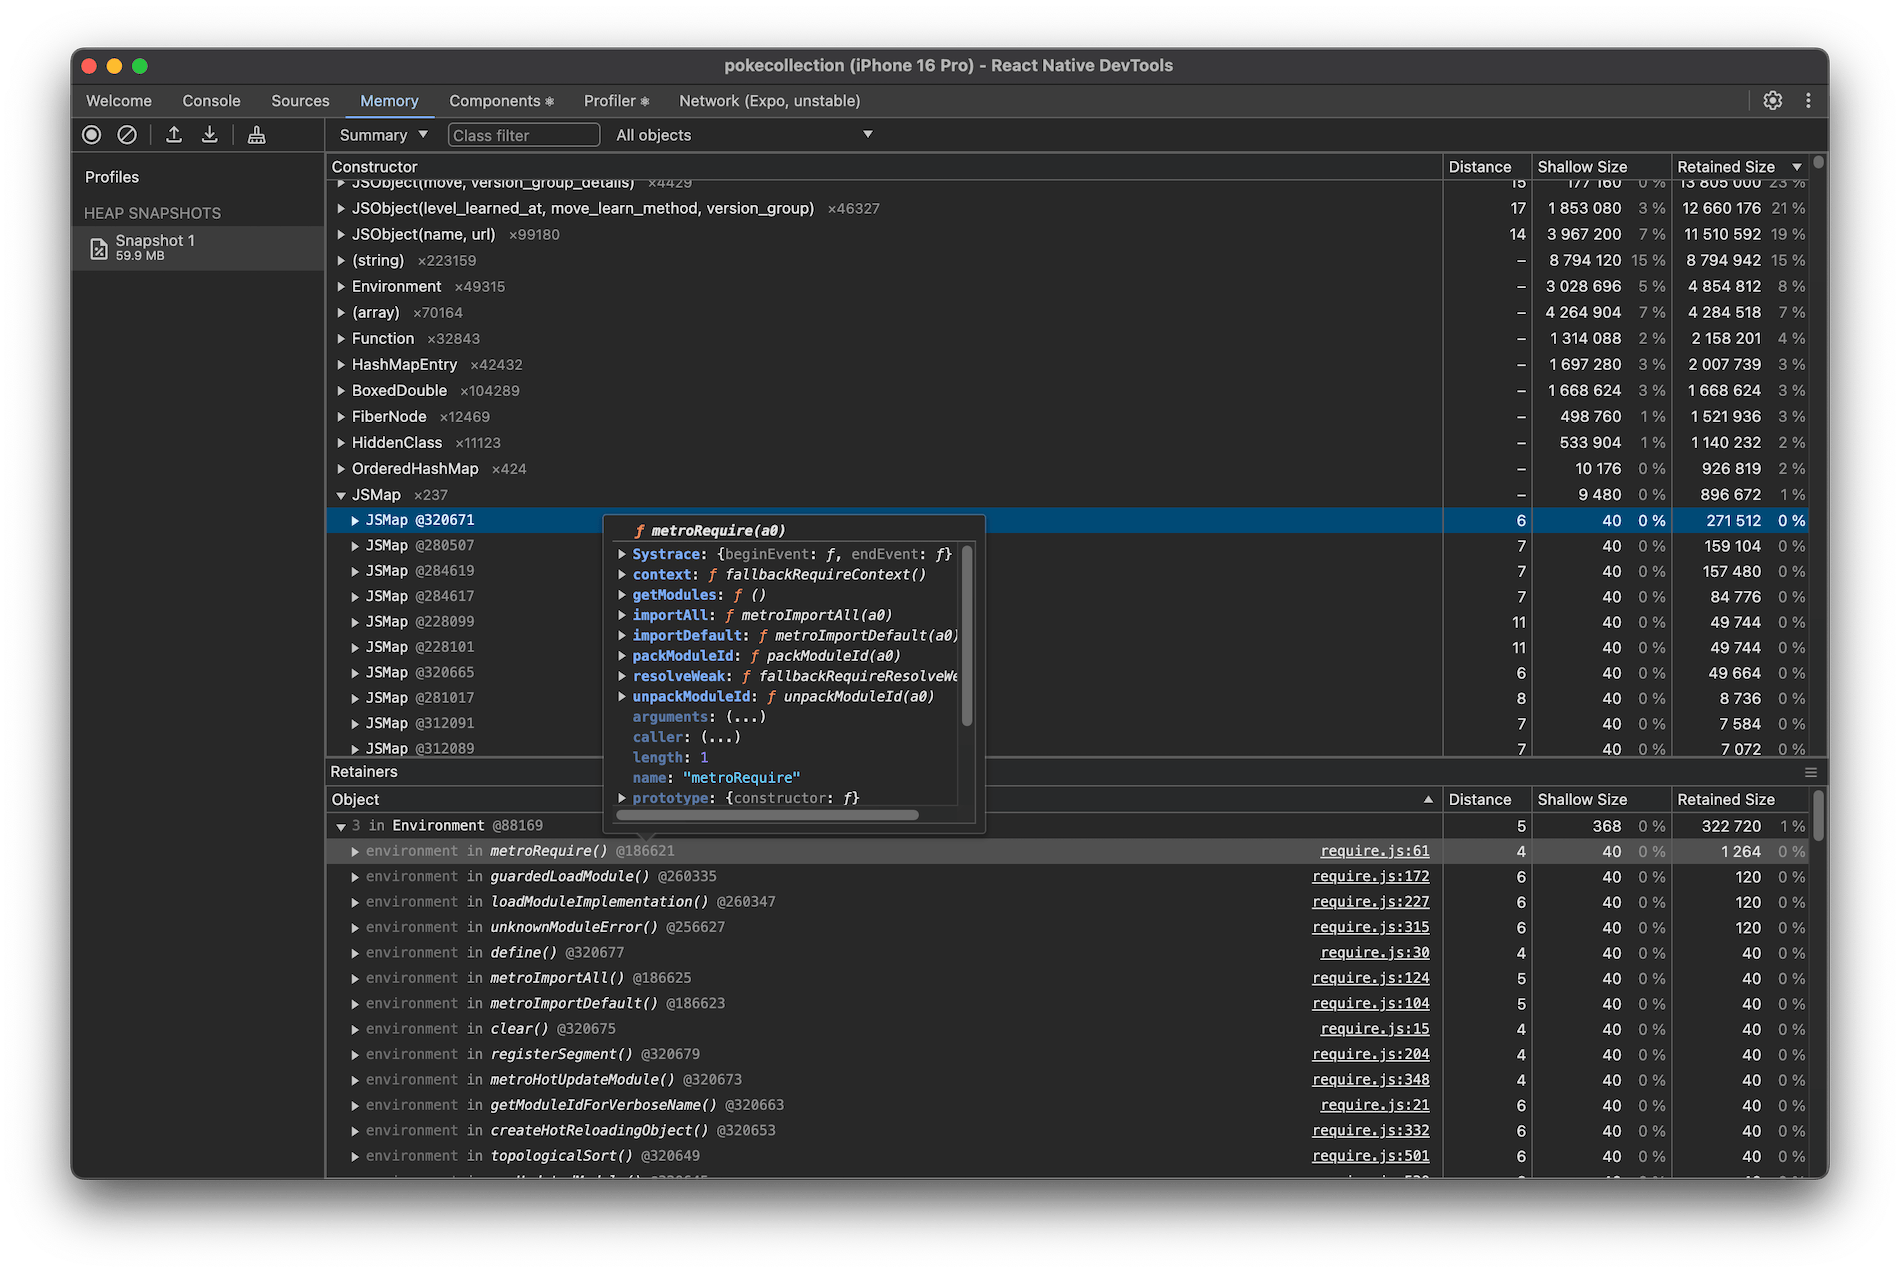 pokecollection (iPhone 16 Pro) - React Native DevTools
Welcome Console Sources Memory Components ⚛ Profiler ⚛ Network (Expo, unstable)
Summary ▼ Class filter All objects ▼
Profiles
HEAP SNAPSHOTS
Snapshot 1
59.9 MB
Constructor Distance Shallow Size Retained Size ▼
JSObject(move, version_group_details) ×4429 15 177 160 0 % 13 805 000 23 %
JSObject(level_learned_at, move_learn_method, version_group) ×46327 17 1 853 080 3 % 12 660 176 21 %
JSObject(name, url) ×99180 14 3 967 200 7 % 11 510 592 19 %
(string) ×223159 – 8 794 120 15 % 8 794 942 15 %
Environment ×49315 – 3 028 696 5 % 4 854 812 8 %
(array) ×70164 – 4 264 904 7 % 4 284 518 7 %
Function ×32843 – 1 314 088 2 % 2 158 201 4 %
HashMapEntry ×42432 – 1 697 280 3 % 2 007 739 3 %
BoxedDouble ×104289 – 1 668 624 3 % 1 668 624 3 %
FiberNode ×12469 – 498 760 1 % 1 521 936 3 %
HiddenClass ×11123 – 533 904 1 % 1 140 232 2 %
OrderedHashMap ×424 – 10 176 0 % 926 819 2 %
JSMap ×237 – 9 480 0 % 896 672 1 %
JSMap @320671 6 40 0 % 271 512 0 %
JSMap @280507 7 40 0 % 159 104 0 %
JSMap @284619 7 40 0 % 157 480 0 %
JSMap @284617 7 40 0 % 84 776 0 %
JSMap @228099 11 40 0 % 49 744 0 %
JSMap @228101 11 40 0 % 49 744 0 %
JSMap @320665 6 40 0 % 49 664 0 %
JSMap @281017 8 40 0 % 8 736 0 %
JSMap @312091 7 40 0 % 7 584 0 %
JSMap @312089 7 40 0 % 7 072 0 %
ƒ metroRequire(a0)
Systrace: {beginEvent: ƒ, endEvent: ƒ}
context: ƒ fallbackRequireContext()
getModules: ƒ ()
importAll: ƒ metroImportAll(a0)
importDefault: ƒ metroImportDefault(a0)
packModuleId: ƒ packModuleId(a0)
resolveWeak: ƒ fallbackRequireResolveWe
unpackModuleId: ƒ unpackModuleId(a0)
arguments: (...)
caller: (...)
length: 1
name: "metroRequire"
prototype: {constructor: ƒ}
Retainers
Object ▲ Distance Shallow Size Retained Size
3 in Environment @88169 5 368 0 % 322 720 1 %
environment in metroRequire() @186621 require.js:61 4 40 0 % 1 264 0 %
environment in guardedLoadModule() @260335 require.js:172 6 40 0 % 120 0 %
environment in loadModuleImplementation() @260347 require.js:227 6 40 0 % 120 0 %
environment in unknownModuleError() @256627 require.js:315 6 40 0 % 120 0 %
environment in define() @320677 require.js:30 4 40 0 % 40 0 %
environment in metroImportAll() @186625 require.js:124 5 40 0 % 40 0 %
environment in metroImportDefault() @186623 require.js:104 5 40 0 % 40 0 %
environment in clear() @320675 require.js:15 4 40 0 % 40 0 %
environment in registerSegment() @320679 require.js:204 4 40 0 % 40 0 %
environment in metroHotUpdateModule() @320673 require.js:348 4 40 0 % 40 0 %
environment in getModuleIdForVerboseName() @320663 require.js:21 6 40 0 % 40 0 %
environment in createHotReloadingObject() @320653 require.js:332 6 40 0 % 40 0 %
environment in topologicalSort() @320649 require.js:501 6 40 0 % 40 0 %